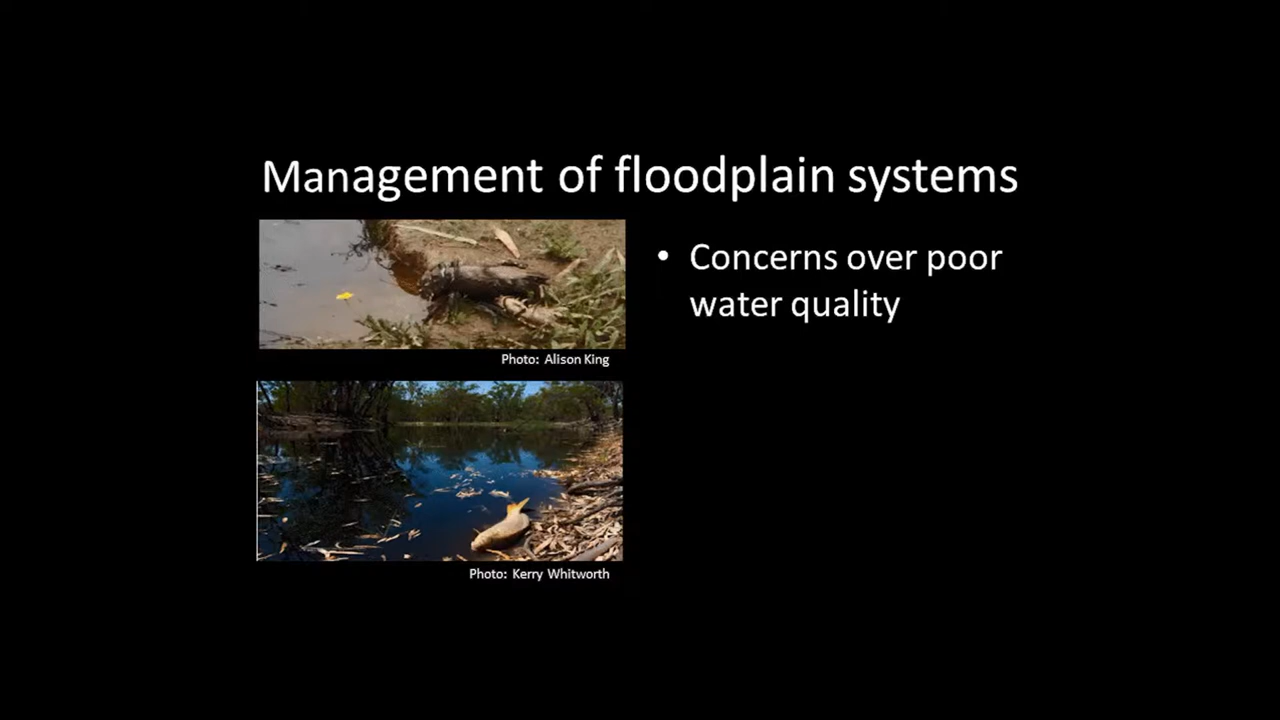 Management of floodplain systems
• Concerns over poor
water quality
Photo: Alison King
Photo: Kerry Whitworth